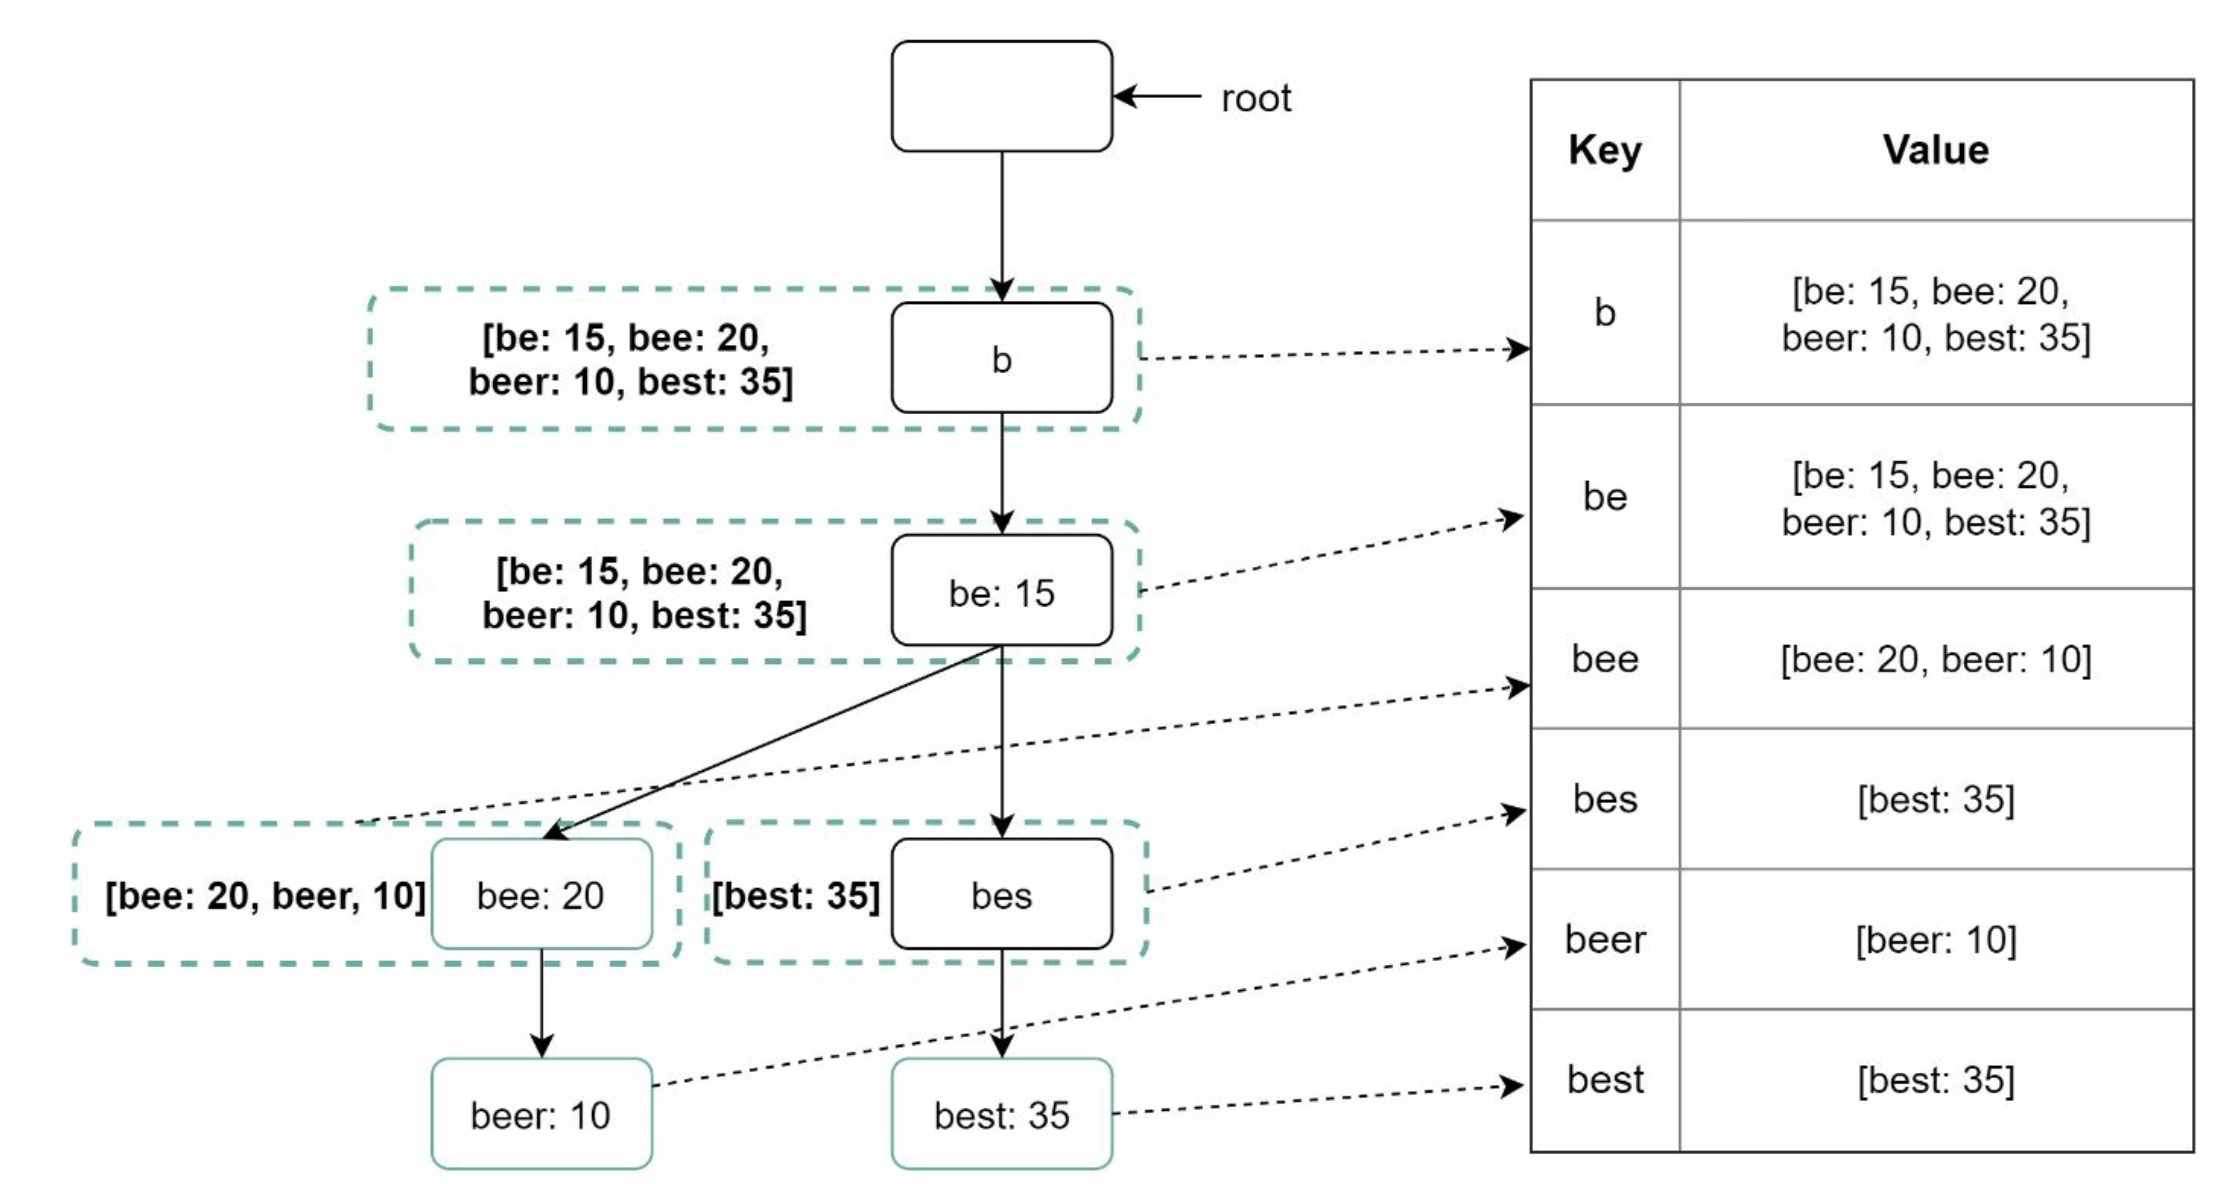 root
[be: 15, bee: 20,
beer: 10, best: 35]
b
[be: 15, bee: 20,
beer: 10, best: 35]
be: 15
[bee: 20, beer, 10]
bee: 20
[best: 35]
bes
beer: 10
best: 35
Key Value
b
[be: 15, bee: 20,
beer: 10, best: 35]
be
[be: 15, bee: 20,
beer: 10, best: 35]
bee [bee: 20, beer: 10]
bes [best: 35]
beer [beer: 10]
best [best: 35]